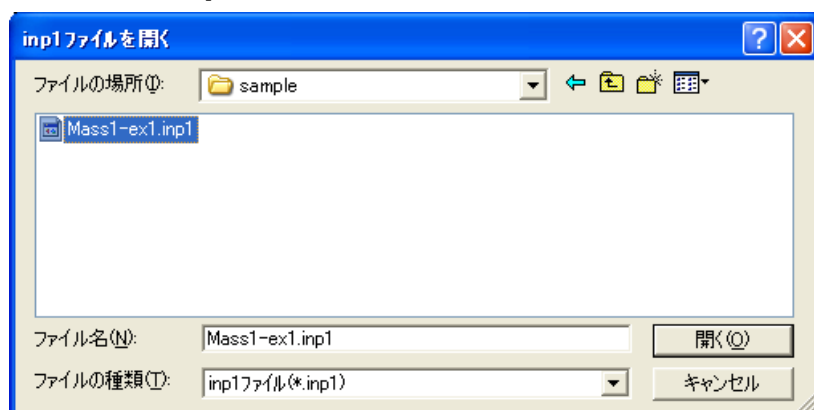 inp1ファイルを開く
ファイルの場所(I):
sample
Mass1-ex1.inp1
ファイル名(N):
Mass1-ex1.inp1
開く(O)
ファイルの種類(T):
inp1ファイル(*.inp1)
キャンセル